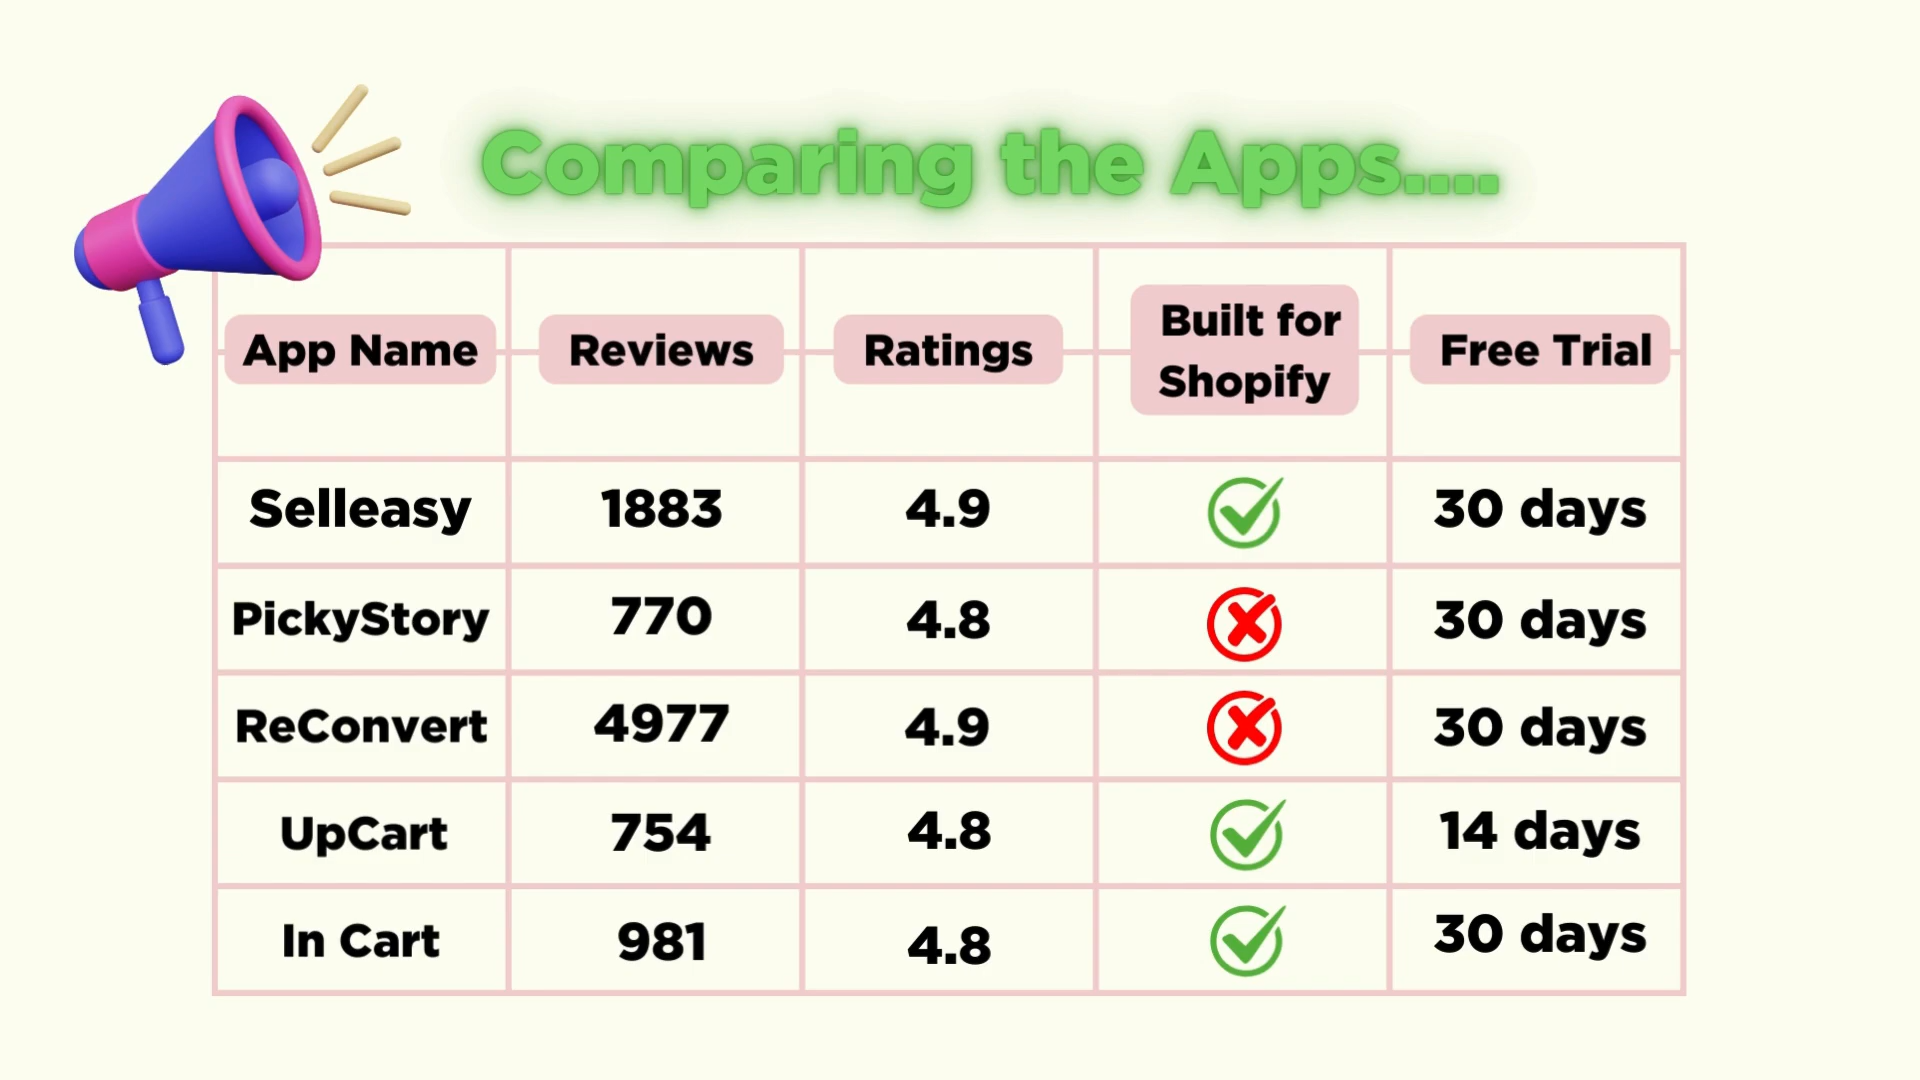 Comparing the Apps....
App Name Reviews Ratings Built for Shopify Free Trial
Selleasy 1883 4.9 30 days
PickyStory 770 4.8 30 days
ReConvert 4977 4.9 30 days
UpCart 754 4.8 14 days
In Cart 981 4.8 30 days